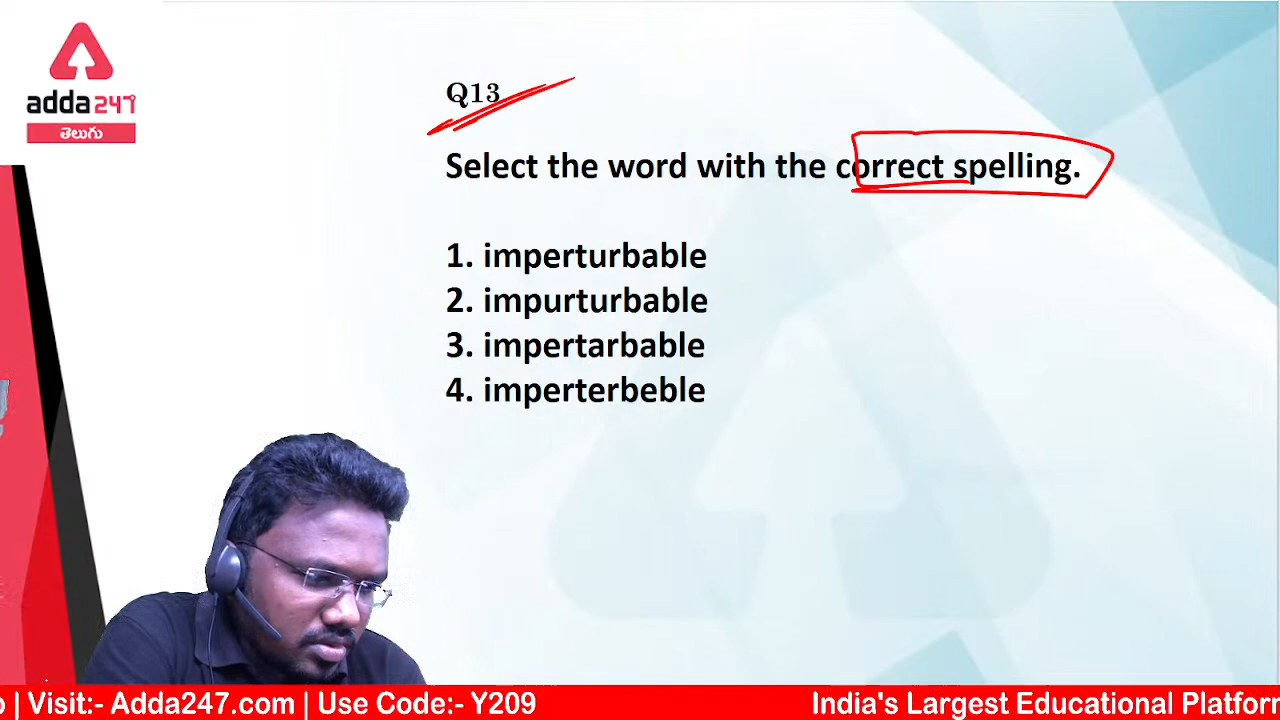 adda247
తెలుగు
Q13
Select the word with the correct spelling.
1. imperturbable
2. impurturbable
3. impertarbable
4. imperterbeble
| Visit:- Adda247.com | Use Code:- Y209
India's Largest Educational